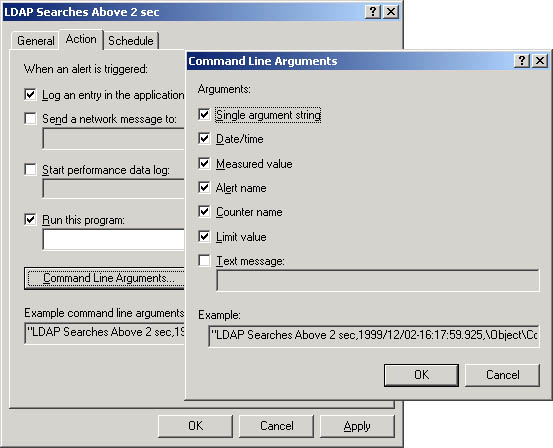 LDAP Searches Above 2 sec
General Action Schedule
When an alert is triggered:
Log an entry in the application
Send a network message to:
Start performance data log:
Run this program:
Command Line Arguments...
Example command line arguments
"LDAP Searches Above 2 sec,19
OK Cancel Apply
Command Line Arguments
Arguments:
Single argument string
Date/time
Measured value
Alert name
Counter name
Limit value
Text message:
Example:
"LDAP Searches Above 2 sec,1999/12/02-16:17:59.925,\Object\Co
OK Cancel